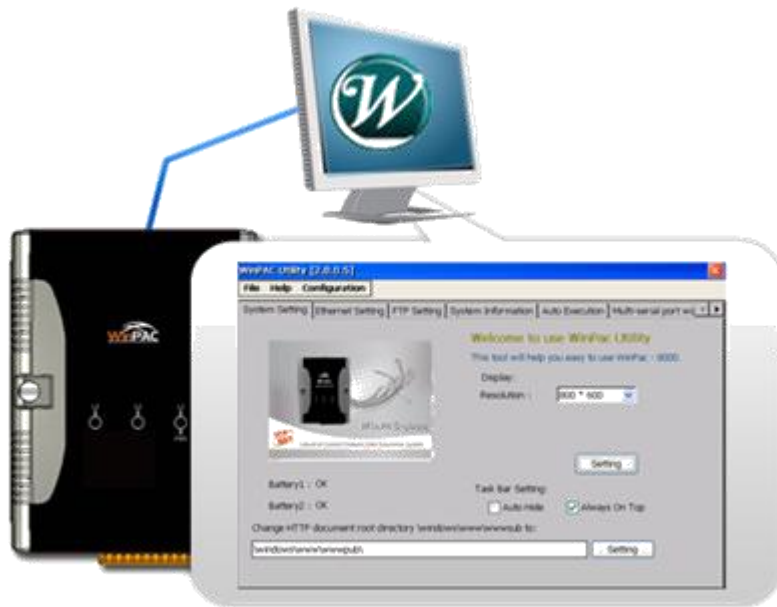 W
WinPAC
WinPAC Utility [2.0.0.5]
File Help Configuration
System Setting Ethernet Setting FTP Setting System Information Auto Execution Multi-serial port
Welcome to use WinPac Utility
This tool will help you easy to use WinPac - 8000
Display:
Resolution : 800 * 600
Setting
Battery1 : OK
Battery2 : OK
Task Bar Setting:
Auto Hide Always On Top
Change HTTP document root directory \windows\www\wwwpub to:
\windows\www\wwwpub\
Setting